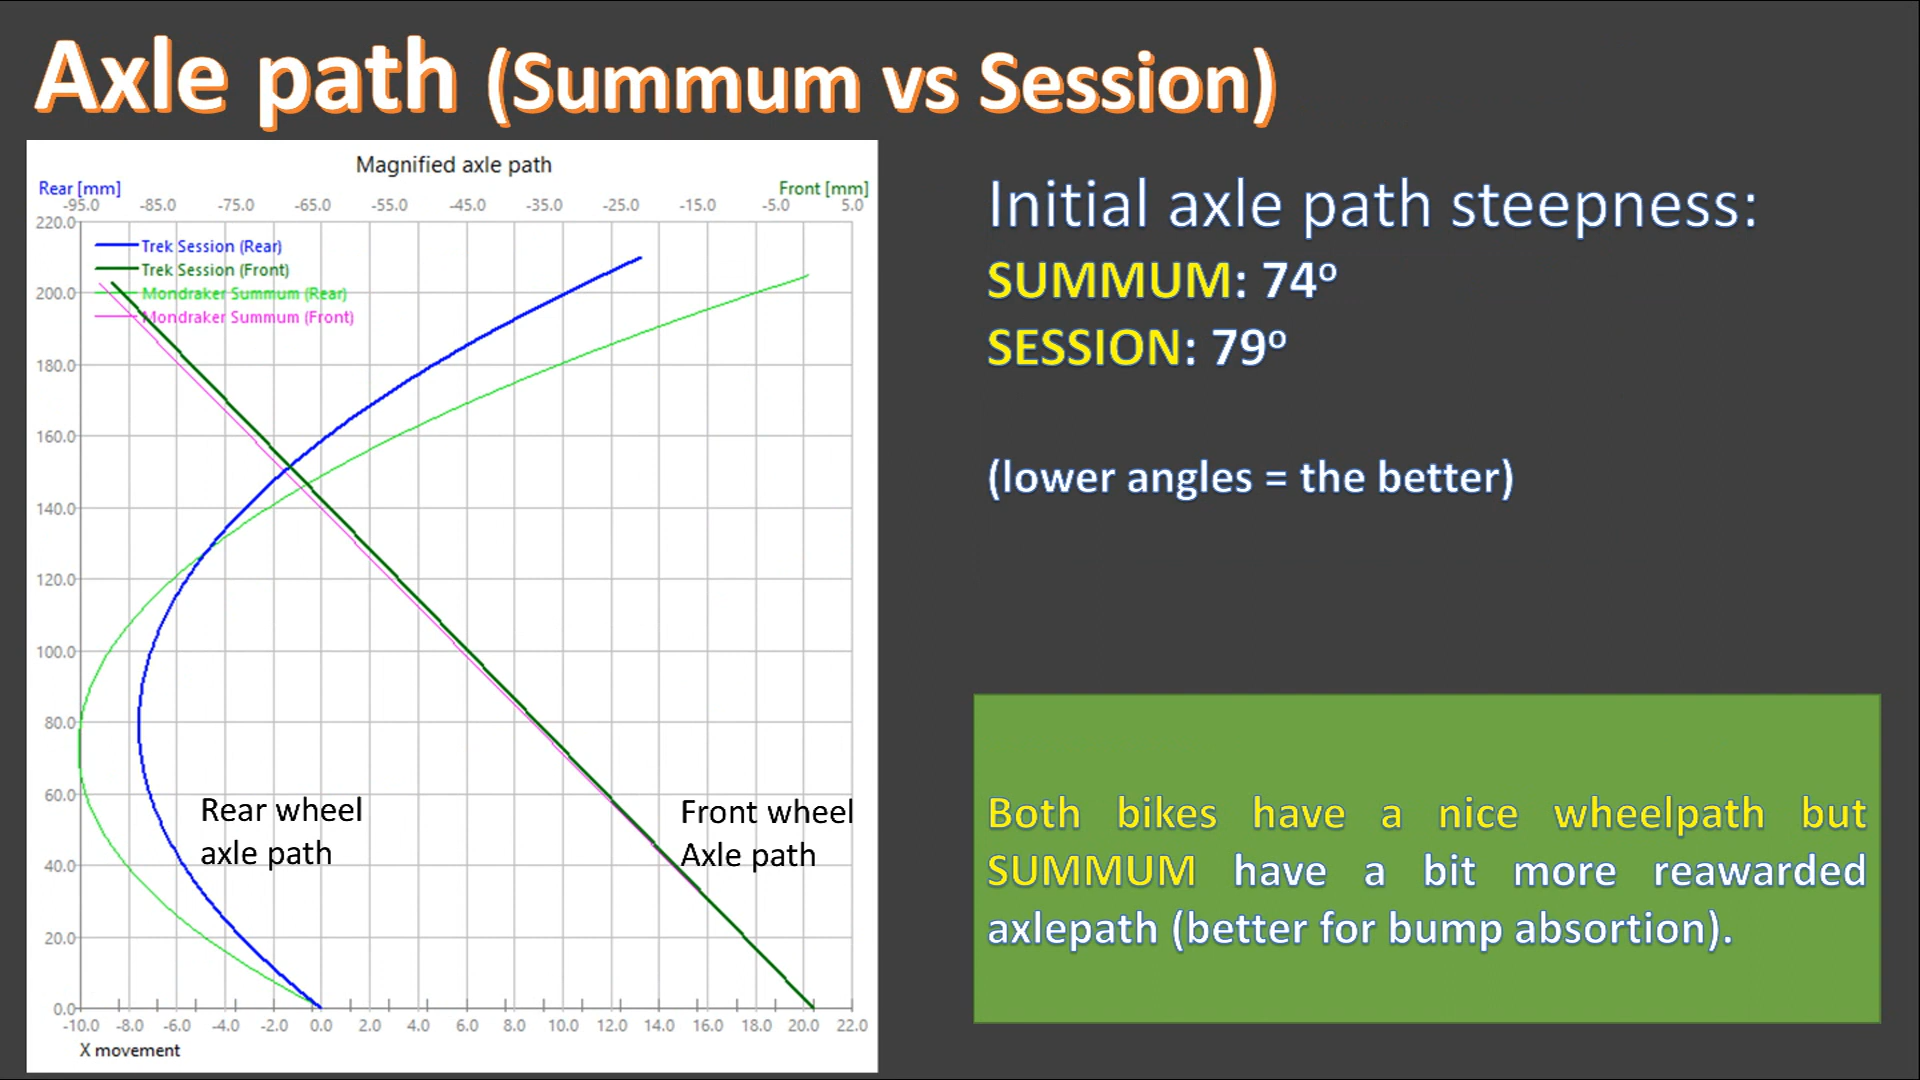 Axle path (Summum vs Session)
Magnified axle path
Rear [mm] Front [mm]
-95.0 -85.0 -75.0 -65.0 -55.0 -45.0 -35.0 -25.0 -15.0 -5.0 5.0
220.0
Trek Session (Rear)
Trek Session (Front)
200.0
Mondraker Summum (Rear)
Mondraker Summum (Front)
180.0
160.0
140.0
120.0
100.0
80.0
60.0
40.0
20.0
0.0
Rear wheel
axle path
Front wheel
Axle path
-10.0 -8.0 -6.0 -4.0 -2.0 0.0 2.0 4.0 6.0 8.0 10.0 12.0 14.0 16.0 18.0 20.0 22.0
X movement
Initial axle path steepness:
SUMMUM: 74º
SESSION: 79º
(lower angles = the better)
Both bikes have a nice wheelpath but
SUMMUM have a bit more reawarded
axlepath (better for bump absortion).